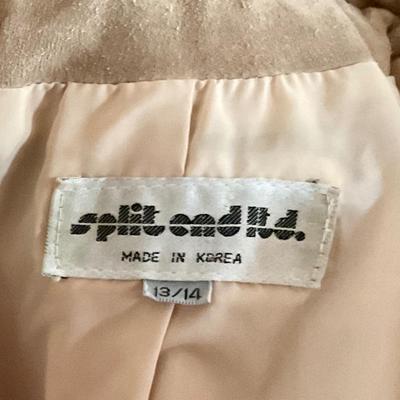 split end ltd.
MADE IN KOREA
13/14